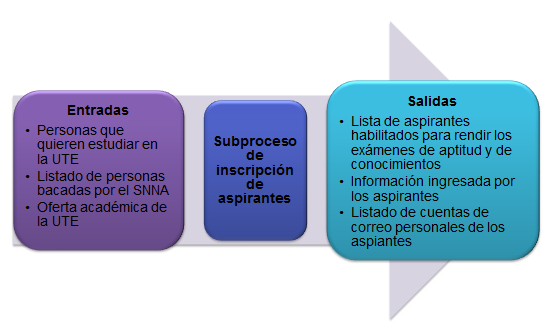 Entradas
• Personas que
quieren estudiar en
la UTE
• Listado de personas
bacadas por el SNNA
• Oferta académica de
la UTE
Subproceso
de
inscripción
de
aspirantes
Salidas
• Lista de aspirantes
habilitados para rendir los
exámenes de aptitud y de
conocimientos
• Información ingresada por
los aspirantes
• Listado de cuentas de
correo personales de los
aspiantes